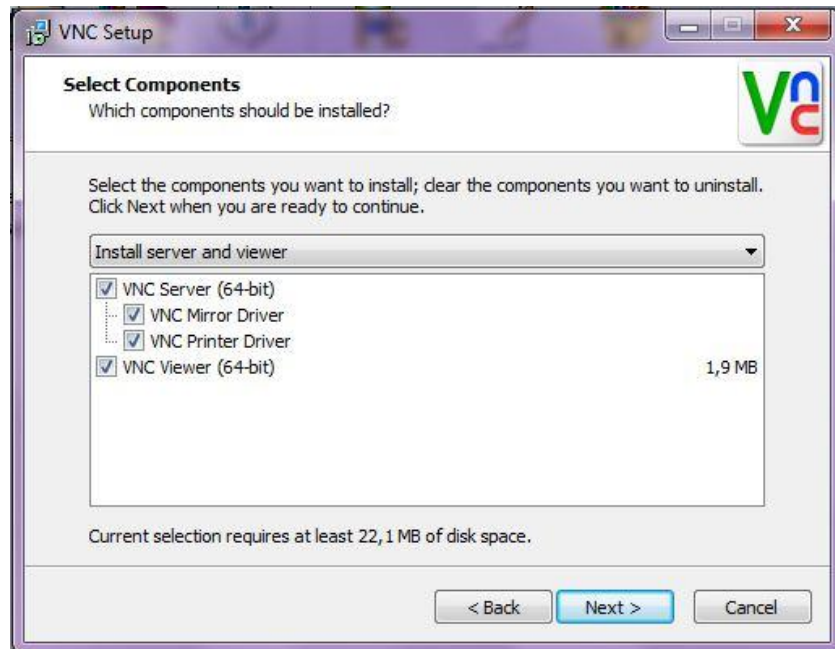 VNC Setup
Select Components
Which components should be installed?
Vnc
Select the components you want to install; clear the components you want to uninstall.
Click Next when you are ready to continue.
Install server and viewer
VNC Server (64-bit)
VNC Mirror Driver
VNC Printer Driver
VNC Viewer (64-bit) 1,9 MB
Current selection requires at least 22,1 MB of disk space.
< Back Next > Cancel